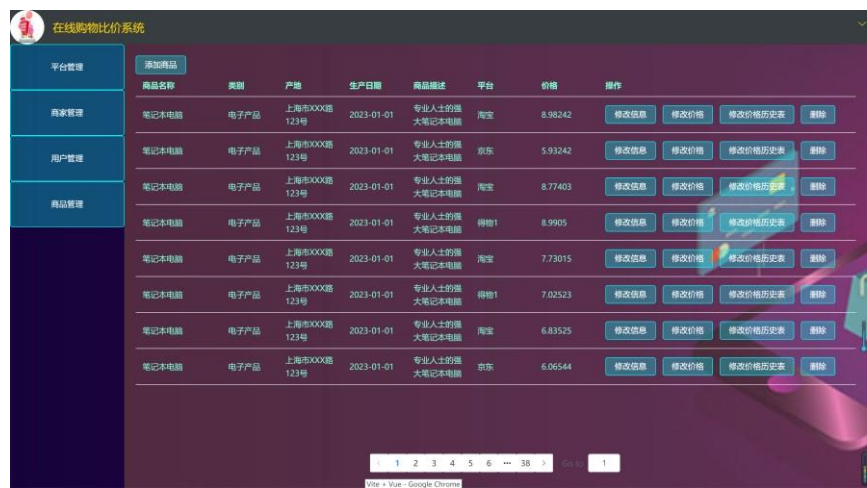 在线购物比价系统
平台管理
商家管理
用户管理
商品管理
添加商品
商品名称 类别 产地 生产日期 商品描述 平台 价格 操作
笔记本电脑 电子产品 上海市XXX路 2023-01-01 专业人士的强 淘宝 8.98242 修改信息 修改价格 修改价格历史表 删除
123号 大笔记本电脑
笔记本电脑 电子产品 上海市XXX路 2023-01-01 专业人士的强 京东 5.93242 修改信息 修改价格 修改价格历史表 删除
123号 大笔记本电脑
笔记本电脑 电子产品 上海市XXX路 2023-01-01 专业人士的强 淘宝 8.77403 修改信息 修改价格 修改价格历史表 删除
123号 大笔记本电脑
笔记本电脑 电子产品 上海市XXX路 2023-01-01 专业人士的强 得物1 8.9905 修改信息 修改价格 修改价格历史表 删除
123号 大笔记本电脑
笔记本电脑 电子产品 上海市XXX路 2023-01-01 专业人士的强 淘宝 7.73015 修改信息 修改价格 修改价格历史表 删除
123号 大笔记本电脑
笔记本电脑 电子产品 上海市XXX路 2023-01-01 专业人士的强 得物1 7.02523 修改信息 修改价格 修改价格历史表 删除
123号 大笔记本电脑
笔记本电脑 电子产品 上海市XXX路 2023-01-01 专业人士的强 淘宝 6.83525 修改信息 修改价格 修改价格历史表 删除
123号 大笔记本电脑
笔记本电脑 电子产品 上海市XXX路 2023-01-01 专业人士的强 京东 6.06544 修改信息 修改价格 修改价格历史表 删除
123号 大笔记本电脑
< 1 2 3 4 5 6 ••• 38 > Go to 1
Vite + Vue - Google Chrome